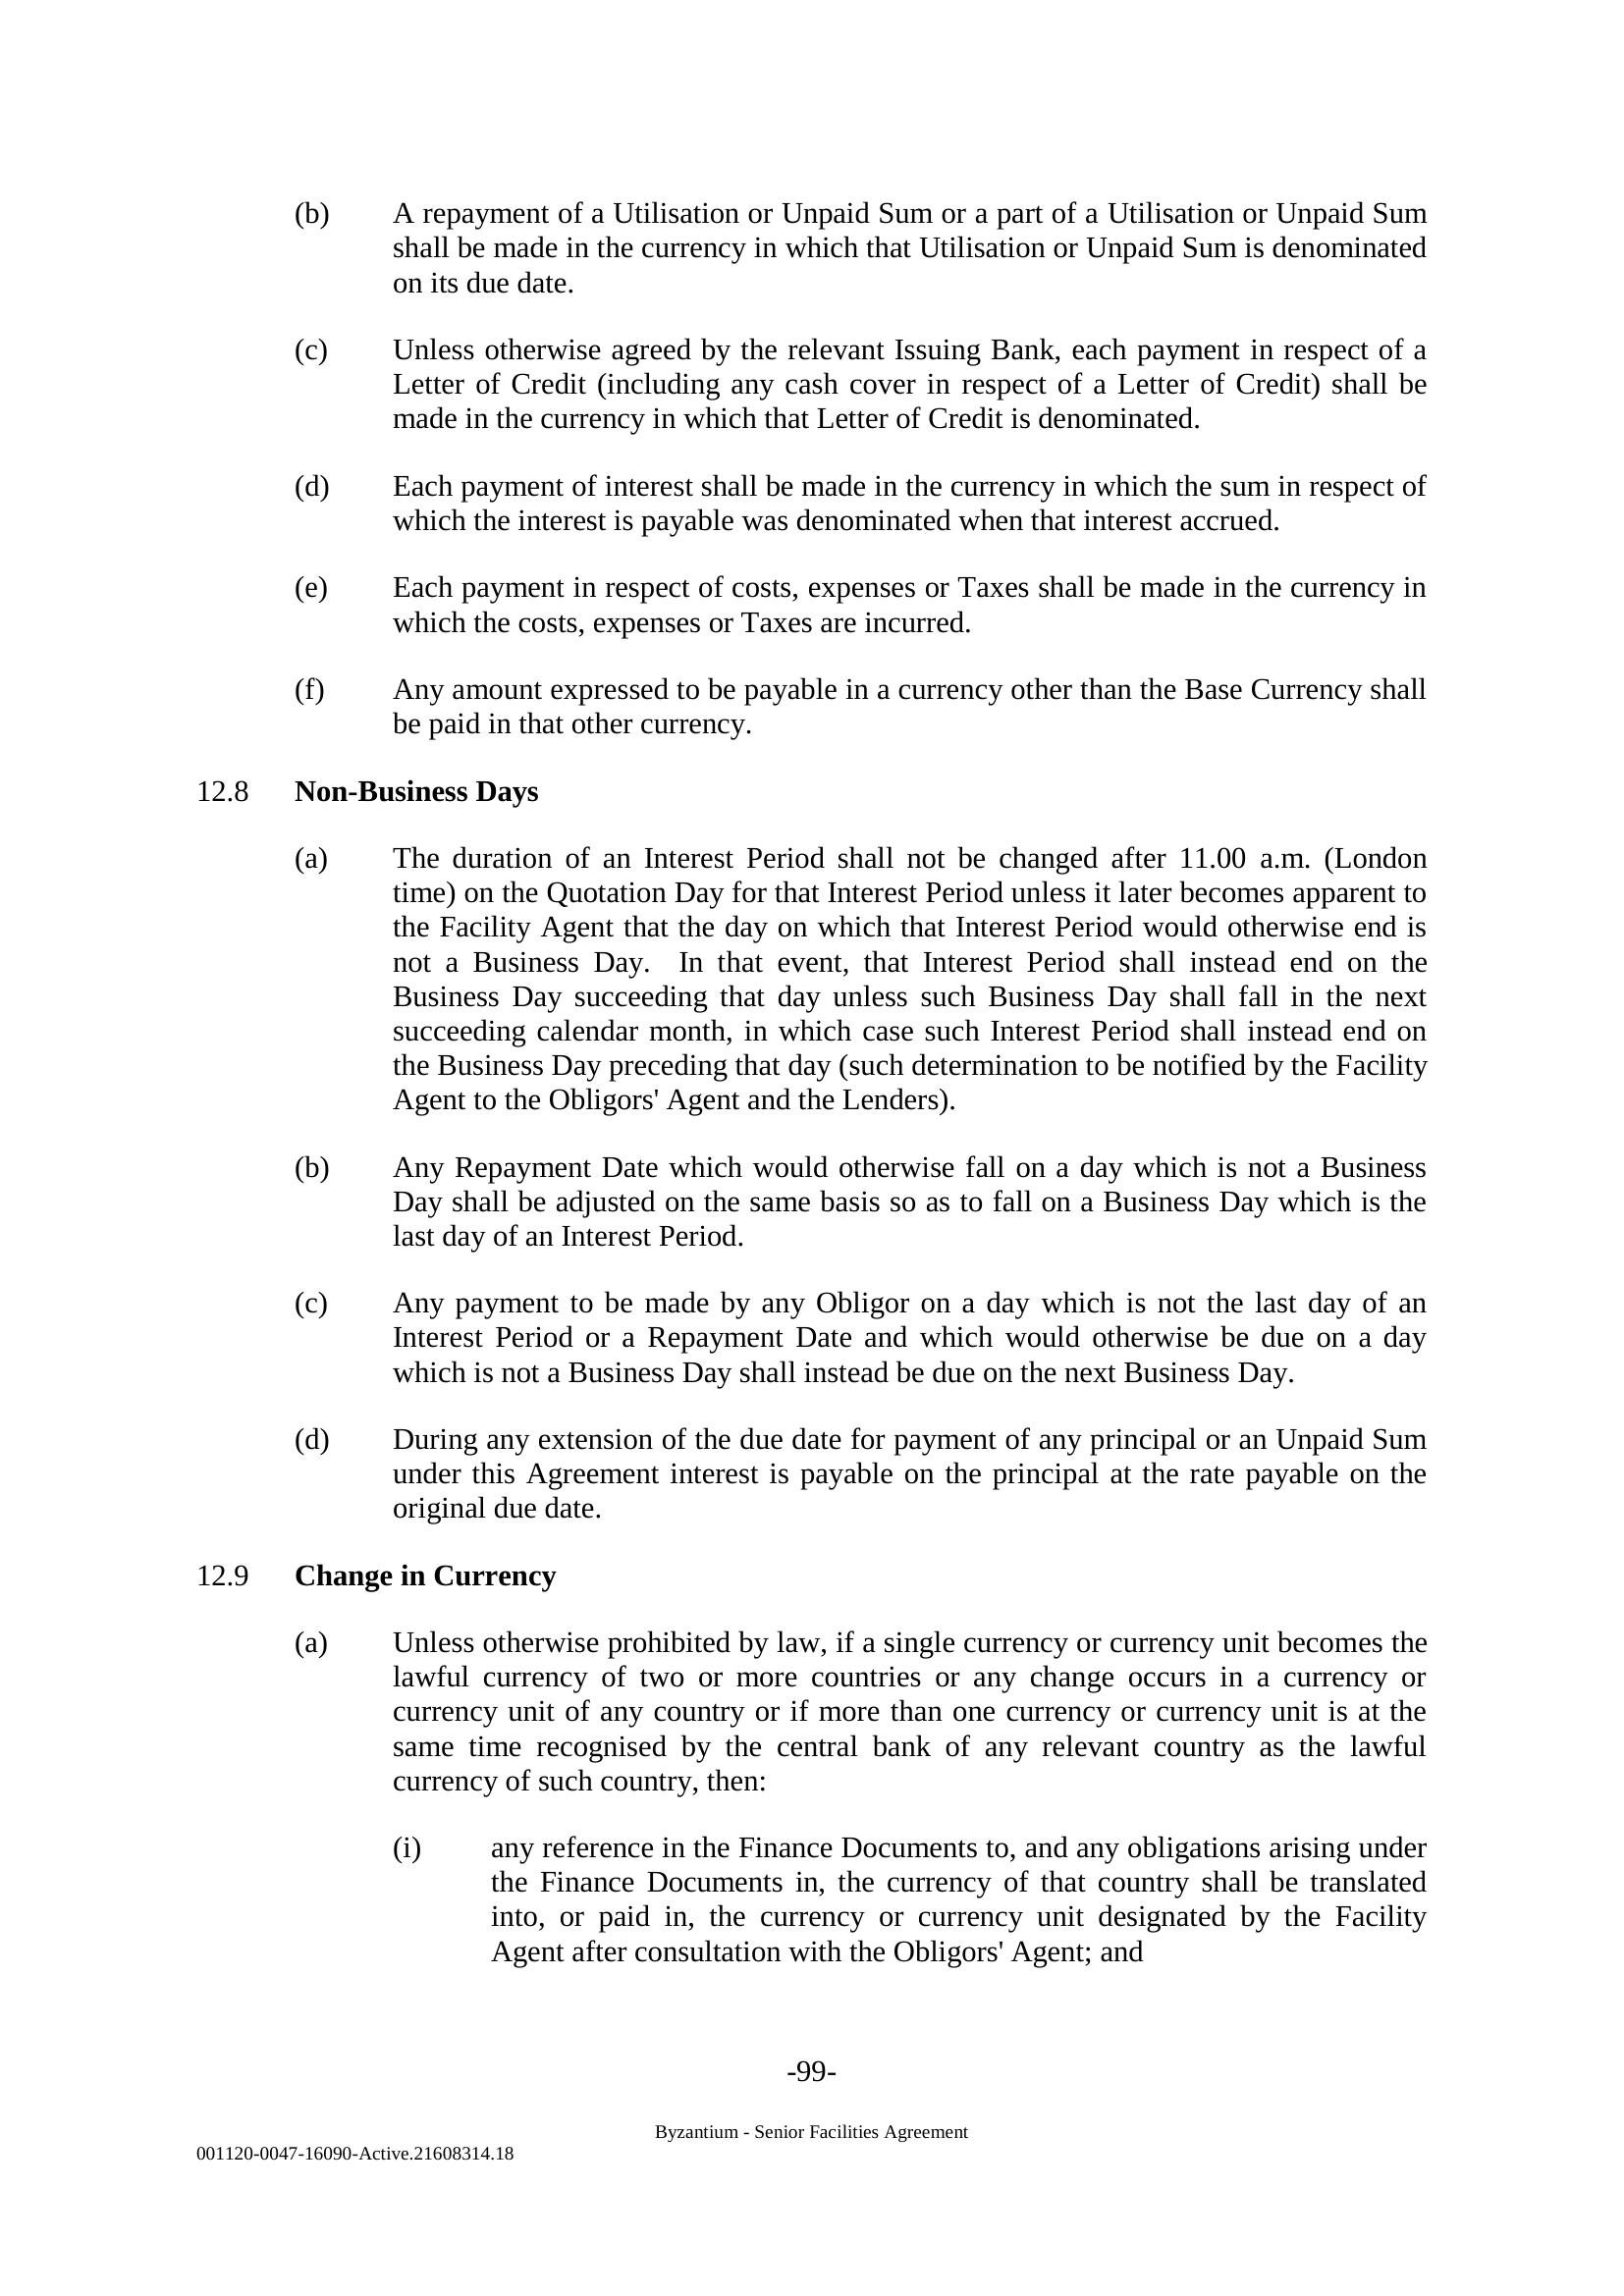 (b) A repayment of a Utilisation or Unpaid Sum or a part of a Utilisation or Unpaid Sum
shall be made in the currency in which that Utilisation or Unpaid Sum is denominated
on its due date.
(c) Unless otherwise agreed by the relevant Issuing Bank, each payment in respect of a
Letter of Credit (including any cash cover in respect of a Letter of Credit) shall be
made in the currency in which that Letter of Credit is denominated.
(d) Each payment of interest shall be made in the currency in which the sum in respect of
which the interest is payable was denominated when that interest accrued.
(e) Each payment in respect of costs, expenses or Taxes shall be made in the currency in
which the costs, expenses or Taxes are incurred.
(f) Any amount expressed to be payable in a currency other than the Base Currency shall
be paid in that other currency.
12.8 Non-Business Days
(a) The duration of an Interest Period shall not be changed after 11.00 a.m. (London
time) on the Quotation Day for that Interest Period unless it later becomes apparent to
the Facility Agent that the day on which that Interest Period would otherwise end is
not a Business Day. In that event, that Interest Period shall instead end on the
Business Day succeeding that day unless such Business Day shall fall in the next
succeeding calendar month, in which case such Interest Period shall instead end on
the Business Day preceding that day (such determination to be notified by the Facility
Agent to the Obligors' Agent and the Lenders).
(b) Any Repayment Date which would otherwise fall on a day which is not a Business
Day shall be adjusted on the same basis so as to fall on a Business Day which is the
last day of an Interest Period.
(c) Any payment to be made by any Obligor on a day which is not the last day of an
Interest Period or a Repayment Date and which would otherwise be due on a day
which is not a Business Day shall instead be due on the next Business Day.
(d) During any extension of the due date for payment of any principal or an Unpaid Sum
under this Agreement interest is payable on the principal at the rate payable on the
original due date.
12.9 Change in Currency
(a) Unless otherwise prohibited by law, if a single currency or currency unit becomes the
lawful currency of two or more countries or any change occurs in a currency or
currency unit of any country or if more than one currency or currency unit is at the
same time recognised by the central bank of any relevant country as the lawful
currency of such country, then:
(i) any reference in the Finance Documents to, and any obligations arising under
the Finance Documents in, the currency of that country shall be translated
into, or paid in, the currency or currency unit designated by the Facility
Agent after consultation with the Obligors' Agent; and
-99-
Byzantium - Senior Facilities Agreement
001120-0047-16090-Active.21608314.18